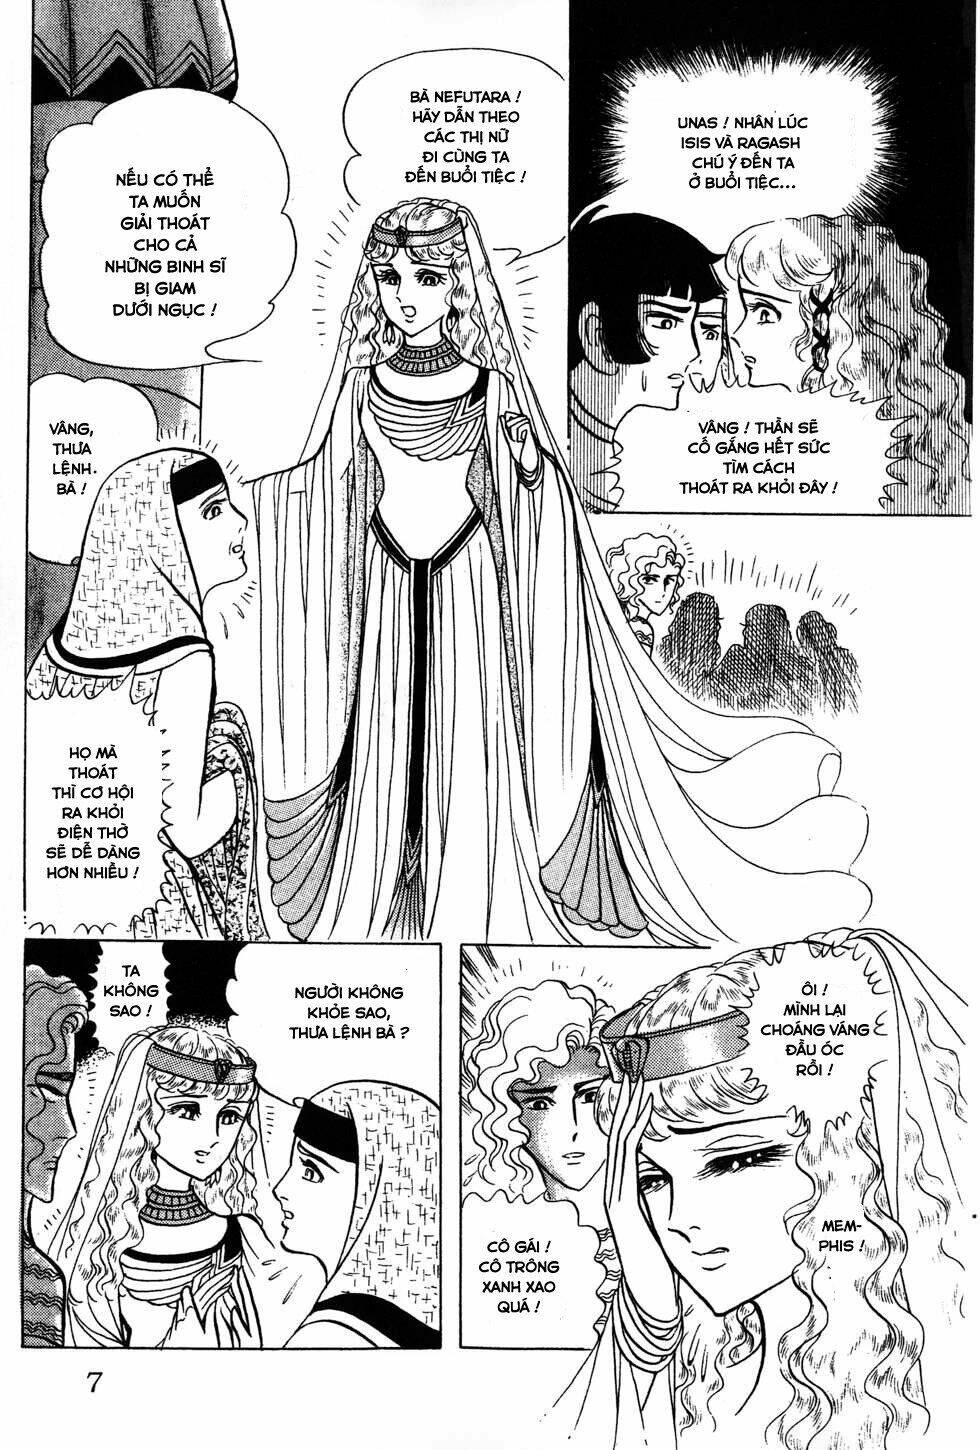 UNAS ! NHÂN LÚC
ISIS VÀ RAGASH
CHÚ Ý ĐẾN TA
Ở BUỔI TIỆC...
VÂNG ! THẦN SẼ
CỐ GẮNG HẾT SỨC
TÌM CÁCH
THOÁT RA KHỎI ĐÂY !
BÀ NEFUTARA !
HÃY DẪN THEO
CÁC THỊ NỮ
ĐI CÙNG TA
ĐẾN BUỔI TIỆC !
NẾU CÓ THỂ
TA MUỐN
GIẢI THOÁT
CHO CẢ
NHỮNG BINH SĨ
BỊ GIAM
DƯỚI NGỤC !
VÂNG,
THƯA
LỆNH
BÀ !
HỌ MÀ
THOÁT
THÌ CƠ HỘI
RA KHỎI
ĐIỆN THỜ
SẼ DỄ DÀNG
HƠN NHIỀU !
ÔI !
MÌNH LẠI
CHOÁNG VÁNG
ĐẦU ÓC
RỒI !
MEM-
PHIS !
CÔ GÁI !
CÔ TRÔNG
XANH XAO
QUÁ !
NGƯỜI KHÔNG
KHỎE SAO,
THƯA LỆNH BÀ ?
TA
KHÔNG
SAO !
7